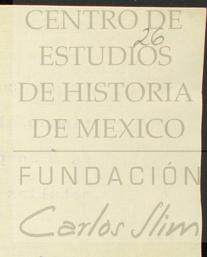 CENTRO DE
26
ESTUDIOS
DE HISTORIA
DE MEXICO
FUNDACIÓN
Carlos Slim